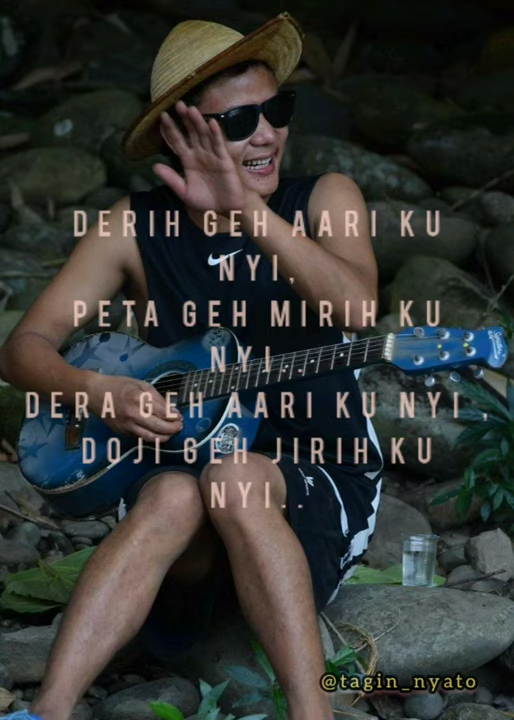 DERIH GEH AARI KU
NYI,
PETA GEH MIRIH KU
NYI
DERA GEH AARI KU NYI ,
DOJI GEH JIRIH KU
NYI..
@tagin_nyato